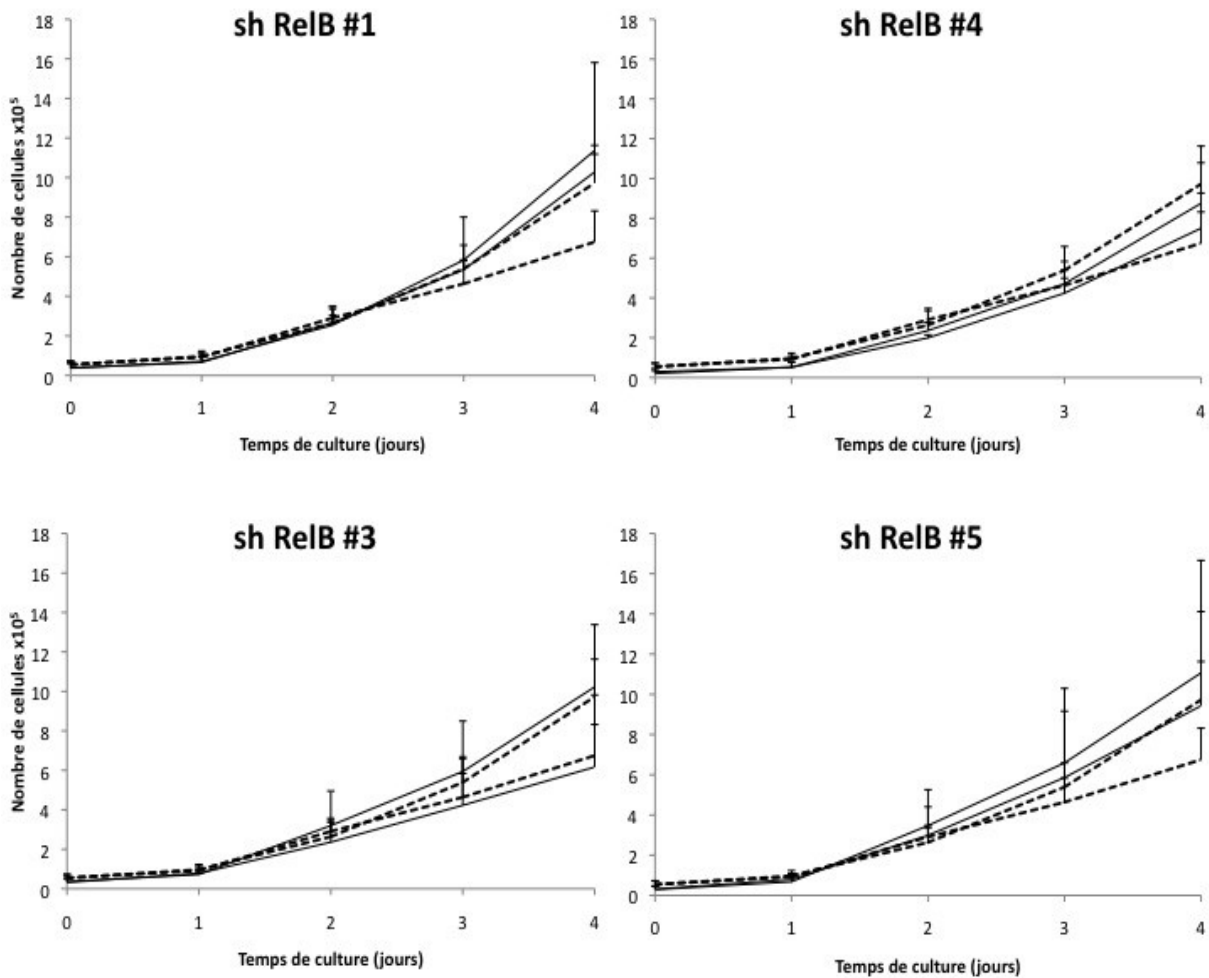 sh RelB #1
Nombre de cellules x10⁵
18
16
14
12
10
8
6
4
2
0
0 1 2 3 4
Temps de culture (jours)
sh RelB #4
18
16
14
12
10
8
6
4
2
0
0 1 2 3 4
Temps de culture (jours)
sh RelB #3
Nombre de cellules x10⁵
18
16
14
12
10
8
6
4
2
0
0 1 2 3 4
Temps de culture (jours)
sh RelB #5
18
16
14
12
10
8
6
4
2
0
0 1 2 3 4
Temps de culture (jours)